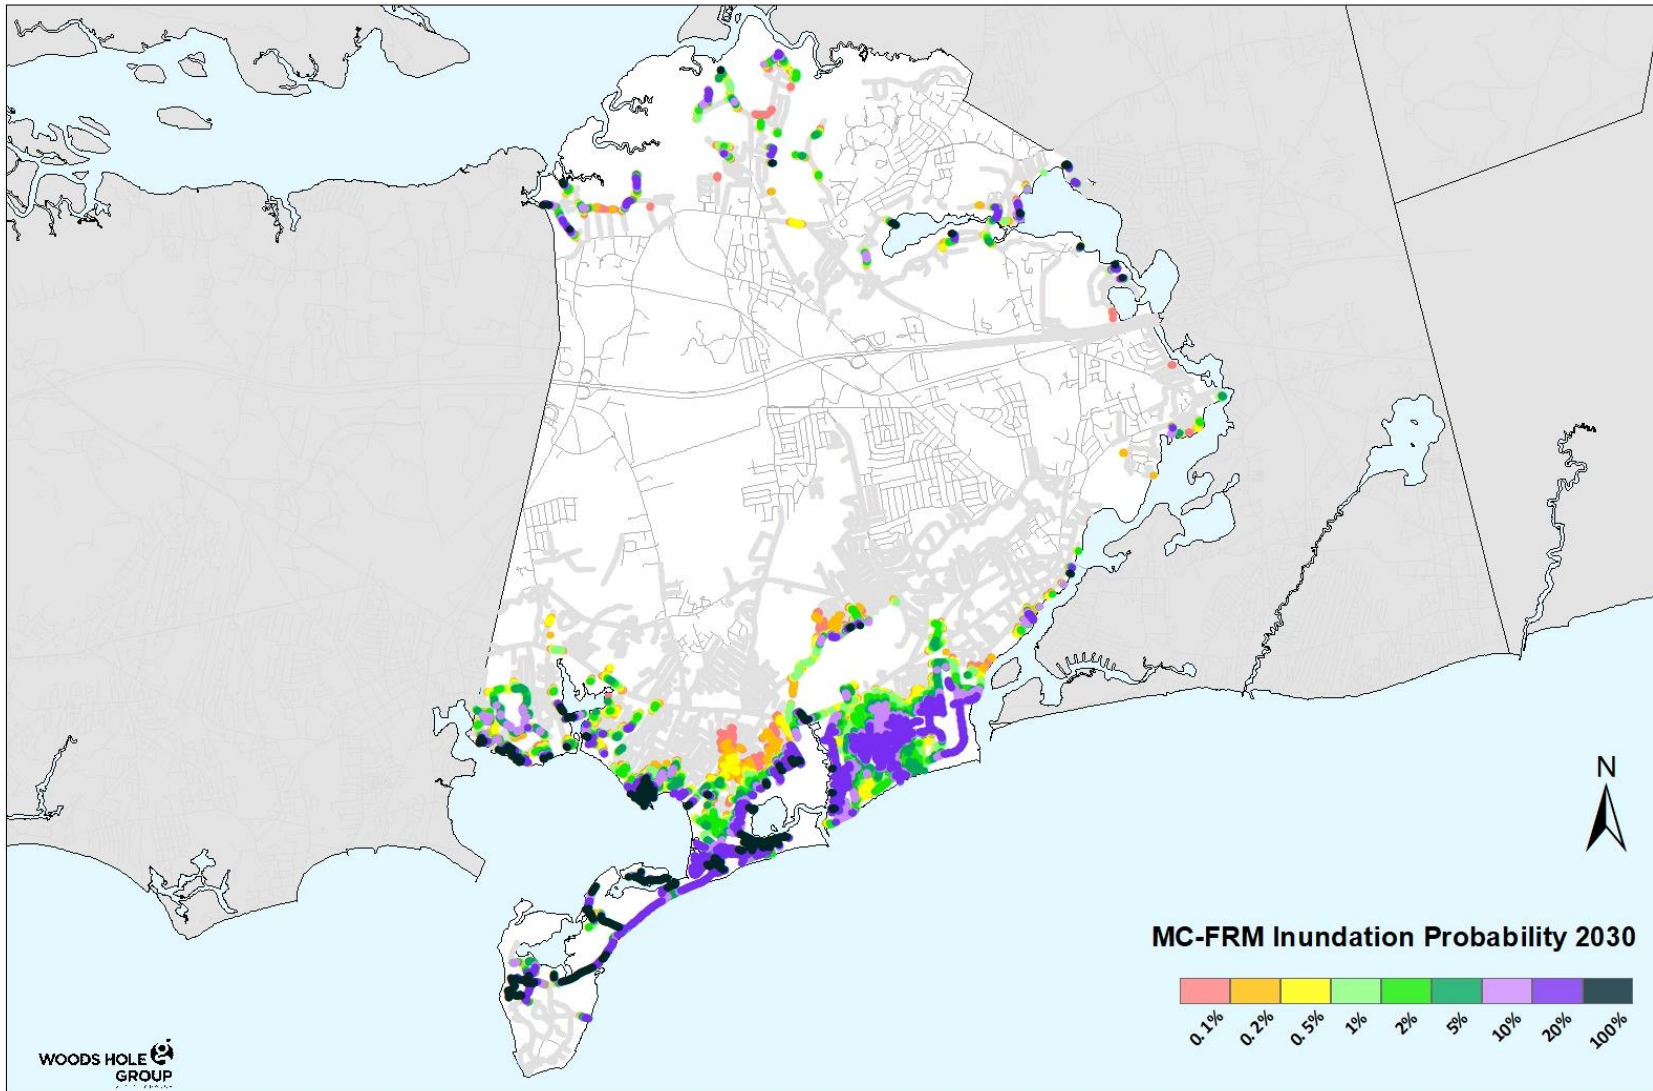 N
MC-FRM Inundation Probability 2030
0.1% 0.2% 0.5% 1% 2% 5% 10% 20% 100%
WOODS HOLE
GROUP